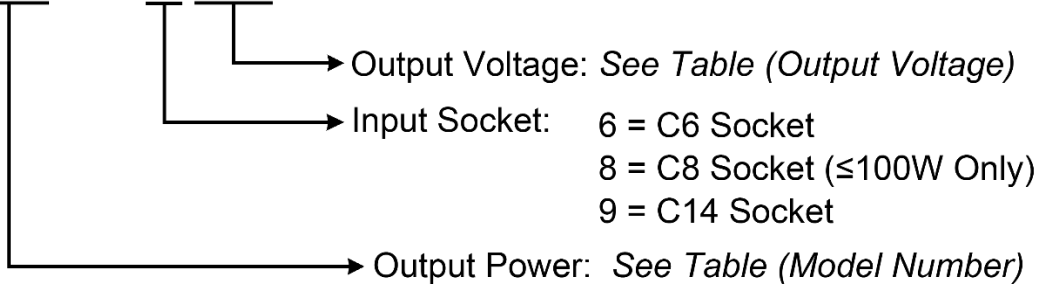 Output Voltage: See Table (Output Voltage)
Input Socket: 6 = C6 Socket
8 = C8 Socket (≤100W Only)
9 = C14 Socket
Output Power: See Table (Model Number)